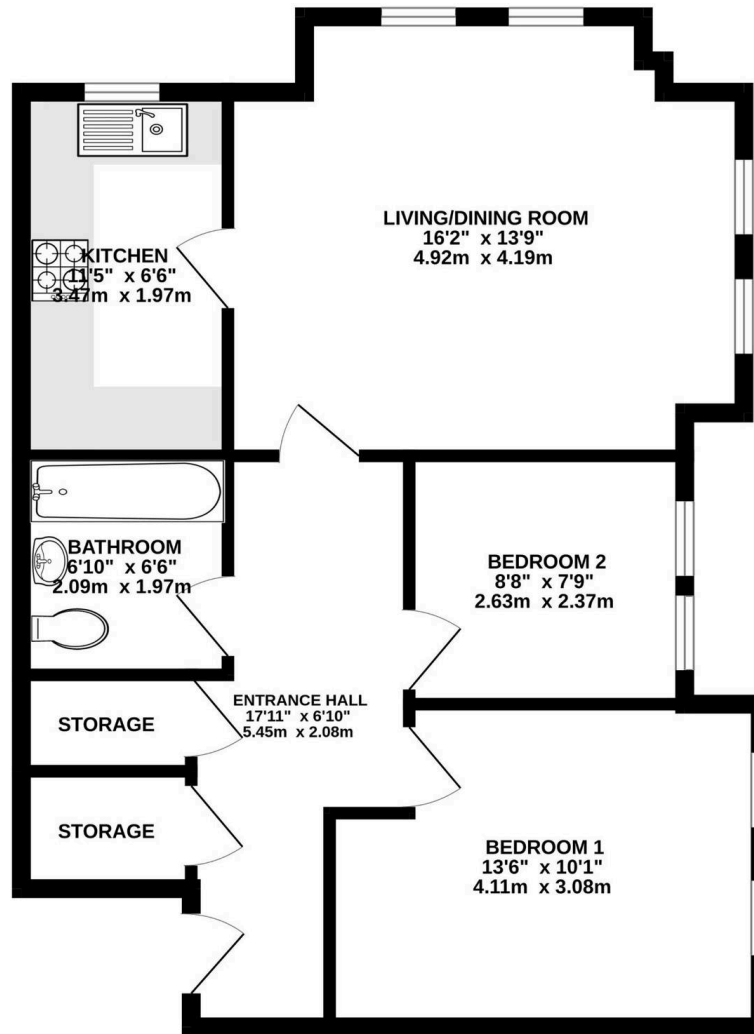 LIVING/DINING ROOM
16'2" x 13'9"
4.92m x 4.19m
KITCHEN
11'5" x 6'6"
3.47m x 1.97m
BATHROOM
6'10" x 6'6"
2.09m x 1.97m
BEDROOM 2
8'8" x 7'9"
2.63m x 2.37m
ENTRANCE HALL
17'11" x 6'10"
5.45m x 2.08m
STORAGE
STORAGE
BEDROOM 1
13'6" x 10'1"
4.11m x 3.08m